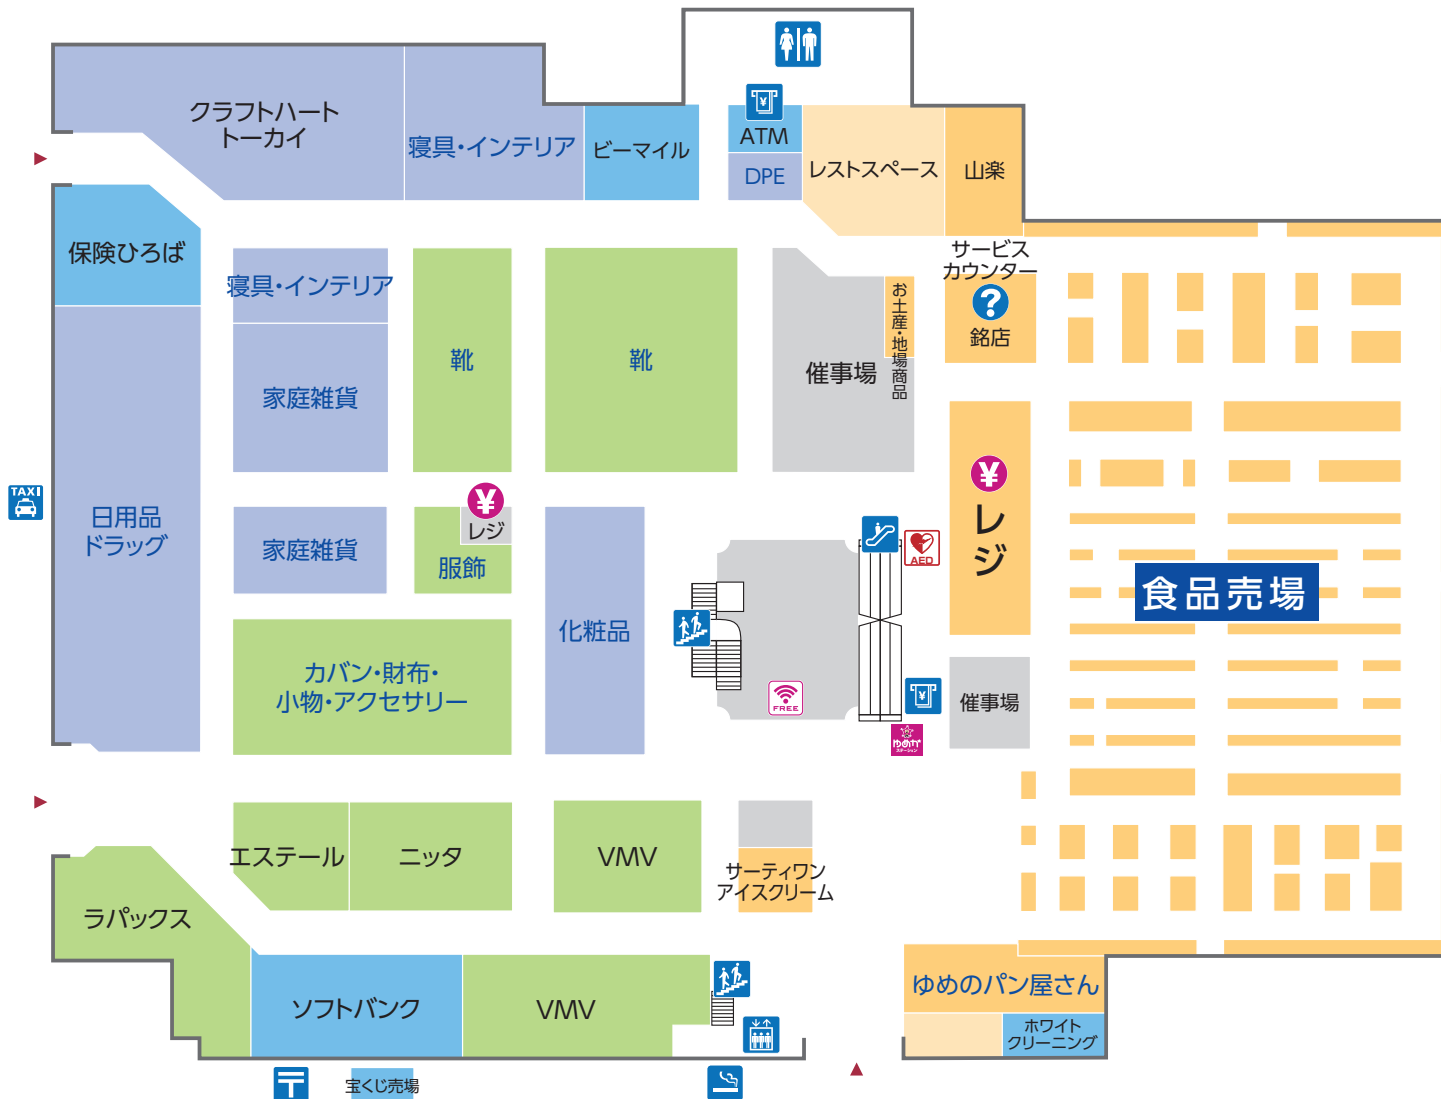 クラフトハート
トーカイ
寝具・インテリア
ビーマイル
¥
ATM
DPE
レストスペース
山楽
保険ひろば
寝具・インテリア
靴
靴
催事場
お土産・地場商品
サービス
カウンター
?
銘店
家庭雑貨
TAXI
日用品
ドラッグ
家庭雑貨
¥
レジ
服飾
化粧品
AED
¥
レジ
食品売場
カバン・財布・
小物・アクセサリー
FREE
¥
ゆめか
ステーション
催事場
エステール
ニッタ
VMV
サーティワン
アイスクリーム
ラパックス
ソフトバンク
VMV
ゆめのパン屋さん
ホワイト
クリーニング
〒
宝くじ売場